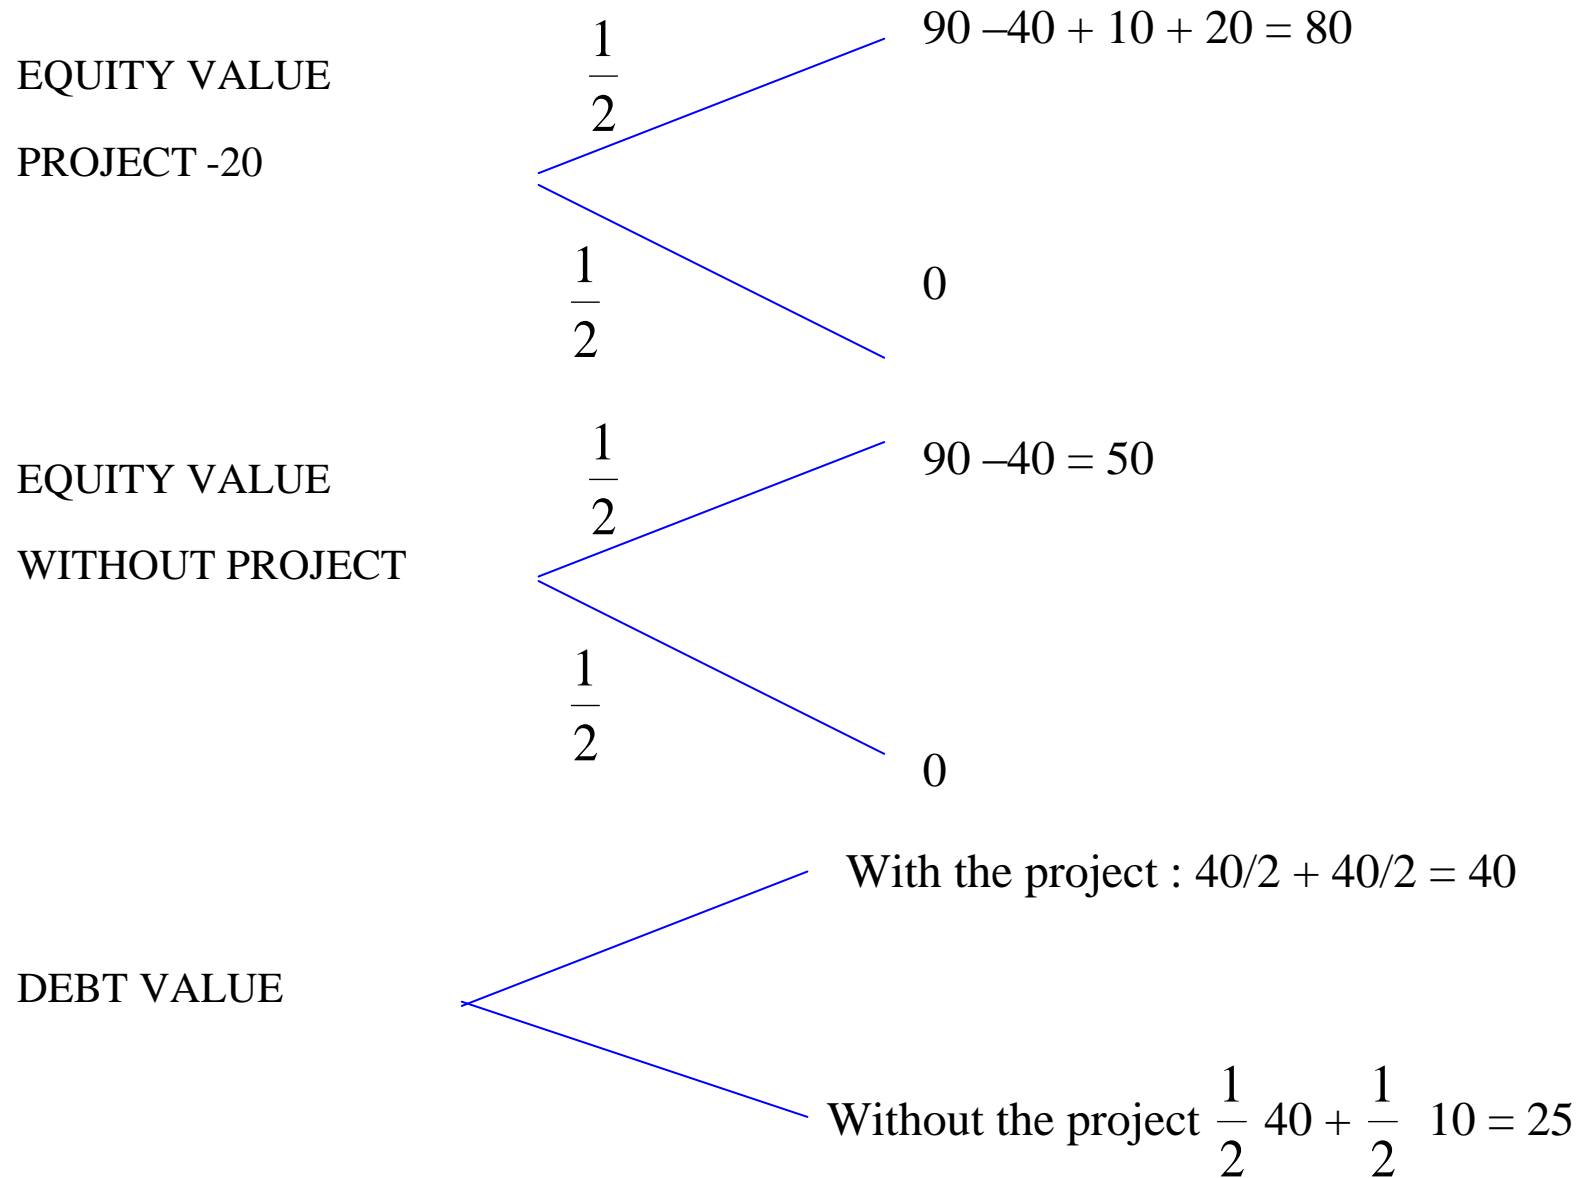 90 –40 + 10 + 20 = 80
EQUITY VALUE
1/2
PROJECT -20
1/2
0
90 –40 = 50
EQUITY VALUE
1/2
WITHOUT PROJECT
1/2
0
With the project : 40/2 + 40/2 = 40
DEBT VALUE
Without the project 1/2 40 + 1/2 10 = 25